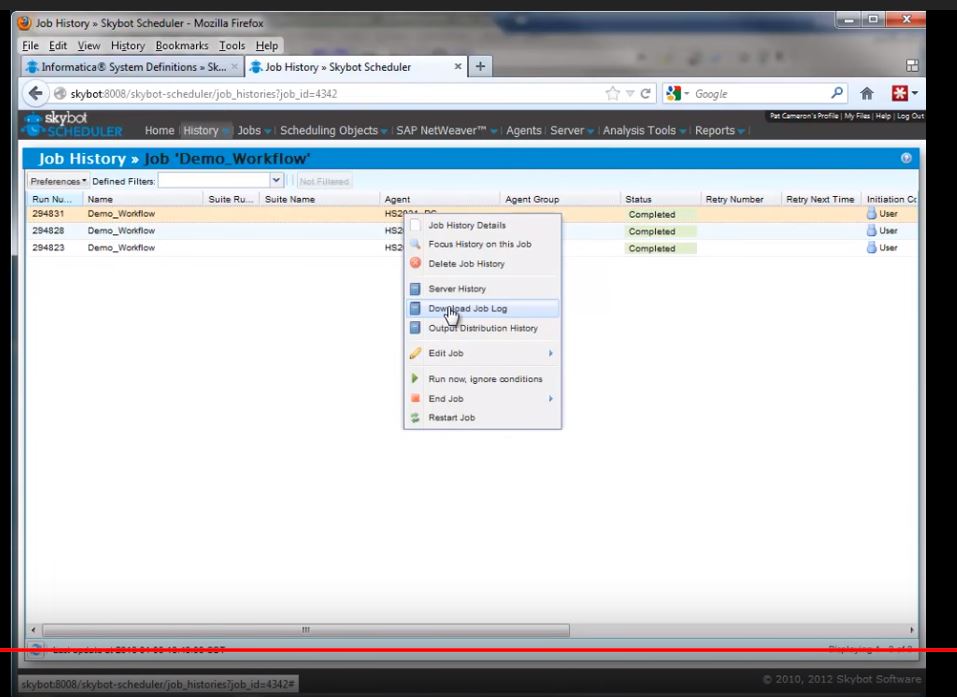 Job History » Skybot Scheduler - Mozilla Firefox
File Edit View History Bookmarks Tools Help
Informatica® System Definitions » Sk... × Job History » Skybot Scheduler × +
skybot:8008/skybot-scheduler/job_histories?job_id=4342 Google
skybot SCHEDULER
Pat Cameron's Profile | My Files | Help | Log Out
Home | History | Jobs | Scheduling Objects | SAP NetWeaver™ | Agents | Server | Analysis Tools | Reports |
Job History » Job 'Demo_Workflow'
Preferences Defined Filters: Not Filtered
Run Nu... Name Suite Ru... Suite Name Agent Agent Group Status Retry Number Retry Next Time Initiation Co
294831 Demo_Workflow Completed User
294828 Demo_Workflow HS2 Completed User
294823 Demo_Workflow HS2 Completed User
Job History Details
Focus History on this Job
Delete Job History
Server History
Download Job Log
Output Distribution History
Edit Job
Run now, ignore conditions
End Job
Restart Job
Last update at
skybot:8008/skybot-scheduler/job_histories?job_id=4342#
© 2010, 2012 Skybot Software